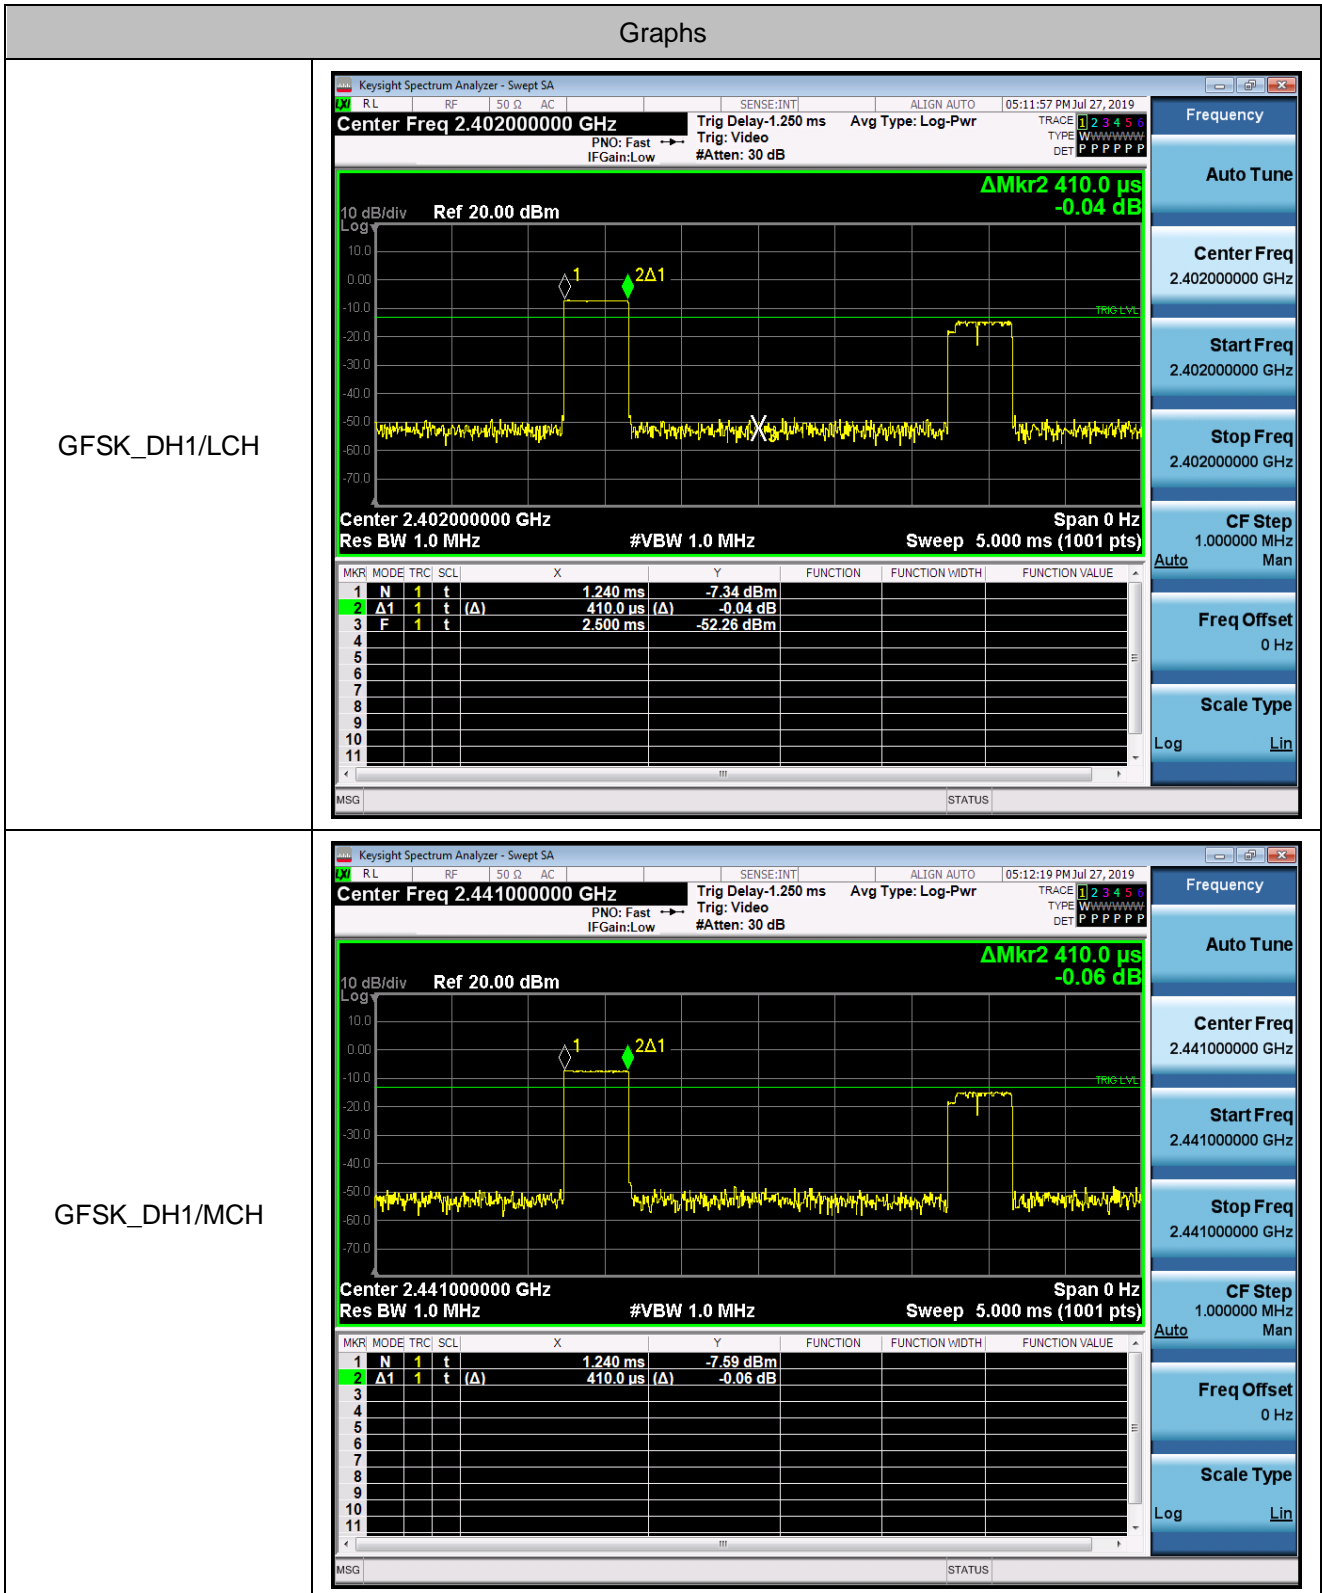 Graphs
GFSK_DH1/LCH
Keysight Spectrum Analyzer - Swept SA
LXI RL RF 50 Ω AC SENSE:INT ALIGN AUTO 05:11:57 PM Jul 27, 2019
Center Freq 2.402000000 GHz
PNO: Fast
IFGain:Low
Trig Delay-1.250 ms
Trig: Video
#Atten: 30 dB
Avg Type: Log-Pwr
TRACE 1 2 3 4 5 6
TYPE WWWWWW
DET P P P P P P
ΔMkr2 410.0 µs
-0.04 dB
10 dB/div Ref 20.00 dBm
Log
10.0
0.00
-10.0
-20.0
-30.0
-40.0
-50.0
-60.0
-70.0
1
2Δ1
3
TRIG LVL
Center 2.402000000 GHz Span 0 Hz
Res BW 1.0 MHz #VBW 1.0 MHz Sweep 5.000 ms (1001 pts)
MKR MODE TRC SCL X Y FUNCTION FUNCTION WIDTH FUNCTION VALUE
1 N 1 t 1.240 ms -7.34 dBm
2 Δ1 1 t (Δ) 410.0 µs (Δ) -0.04 dB
3 F 1 t 2.500 ms -52.26 dBm
4
5
6
7
8
9
10
11
MSG STATUS
Frequency
Auto Tune
Center Freq
2.402000000 GHz
Start Freq
2.402000000 GHz
Stop Freq
2.402000000 GHz
CF Step
1.000000 MHz
Auto Man
Freq Offset
0 Hz
Scale Type
Log Lin
GFSK_DH1/MCH
Keysight Spectrum Analyzer - Swept SA
LXI RL RF 50 Ω AC SENSE:INT ALIGN AUTO 05:12:19 PM Jul 27, 2019
Center Freq 2.441000000 GHz
PNO: Fast
IFGain:Low
Trig Delay-1.250 ms
Trig: Video
#Atten: 30 dB
Avg Type: Log-Pwr
TRACE 1 2 3 4 5 6
TYPE WWWWWW
DET P P P P P P
ΔMkr2 410.0 µs
-0.06 dB
10 dB/div Ref 20.00 dBm
Log
10.0
0.00
-10.0
-20.0
-30.0
-40.0
-50.0
-60.0
-70.0
1
2Δ1
TRIG LVL
Center 2.441000000 GHz Span 0 Hz
Res BW 1.0 MHz #VBW 1.0 MHz Sweep 5.000 ms (1001 pts)
MKR MODE TRC SCL X Y FUNCTION FUNCTION WIDTH FUNCTION VALUE
1 N 1 t 1.240 ms -7.59 dBm
2 Δ1 1 t (Δ) 410.0 µs (Δ) -0.06 dB
3
4
5
6
7
8
9
10
11
MSG STATUS
Frequency
Auto Tune
Center Freq
2.441000000 GHz
Start Freq
2.441000000 GHz
Stop Freq
2.441000000 GHz
CF Step
1.000000 MHz
Auto Man
Freq Offset
0 Hz
Scale Type
Log Lin